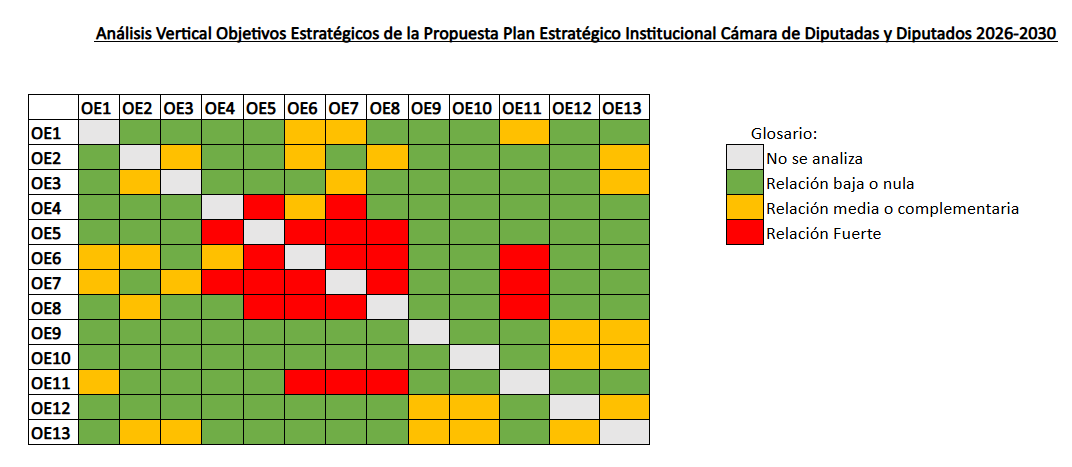 Análisis Vertical Objetivos Estratégicos de la Propuesta Plan Estratégico Institucional Cámara de Diputadas y Diputados 2026-2030
OE1 OE2 OE3 OE4 OE5 OE6 OE7 OE8 OE9 OE10 OE11 OE12 OE13
OE1
OE2
OE3
OE4
OE5
OE6
OE7
OE8
OE9
OE10
OE11
OE12
OE13
Glosario:
No se analiza
Relación baja o nula
Relación media o complementaria
Relación Fuerte